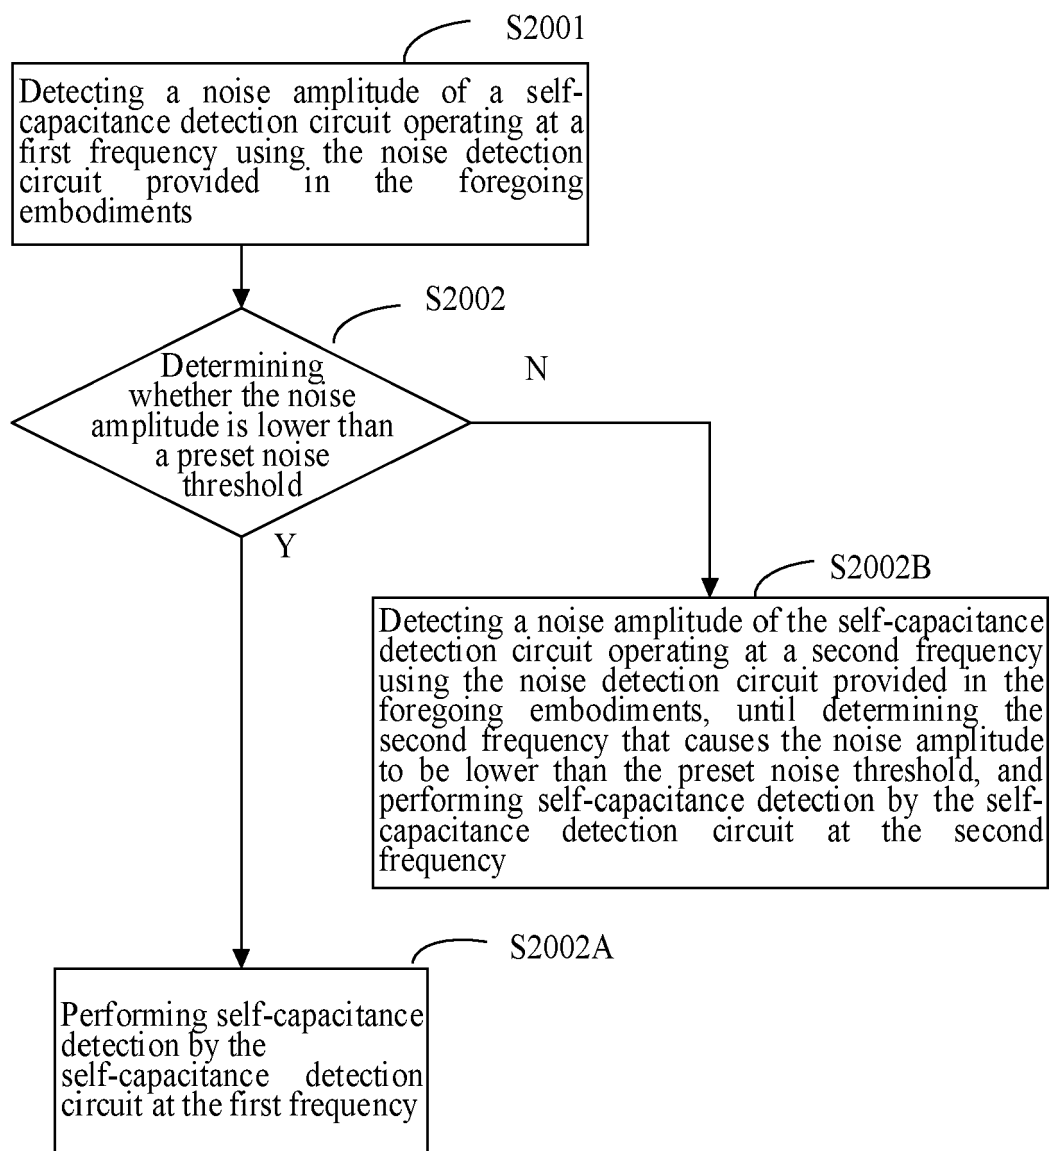 S2001
Detecting a noise amplitude of a self-
capacitance detection circuit operating at a
first frequency using the noise detection
circuit provided in the foregoing
embodiments
S2002
Determining
whether the noise
amplitude is lower than
a preset noise
threshold
N
Y
S2002B
Detecting a noise amplitude of the self-capacitance
detection circuit operating at a second frequency
using the noise detection circuit provided in the
foregoing embodiments, until determining the
second frequency that causes the noise amplitude
to be lower than the preset noise threshold, and
performing self-capacitance detection by the self-
capacitance detection circuit at the second
frequency
S2002A
Performing self-capacitance
detection by the
self-capacitance detection
circuit at the first frequency